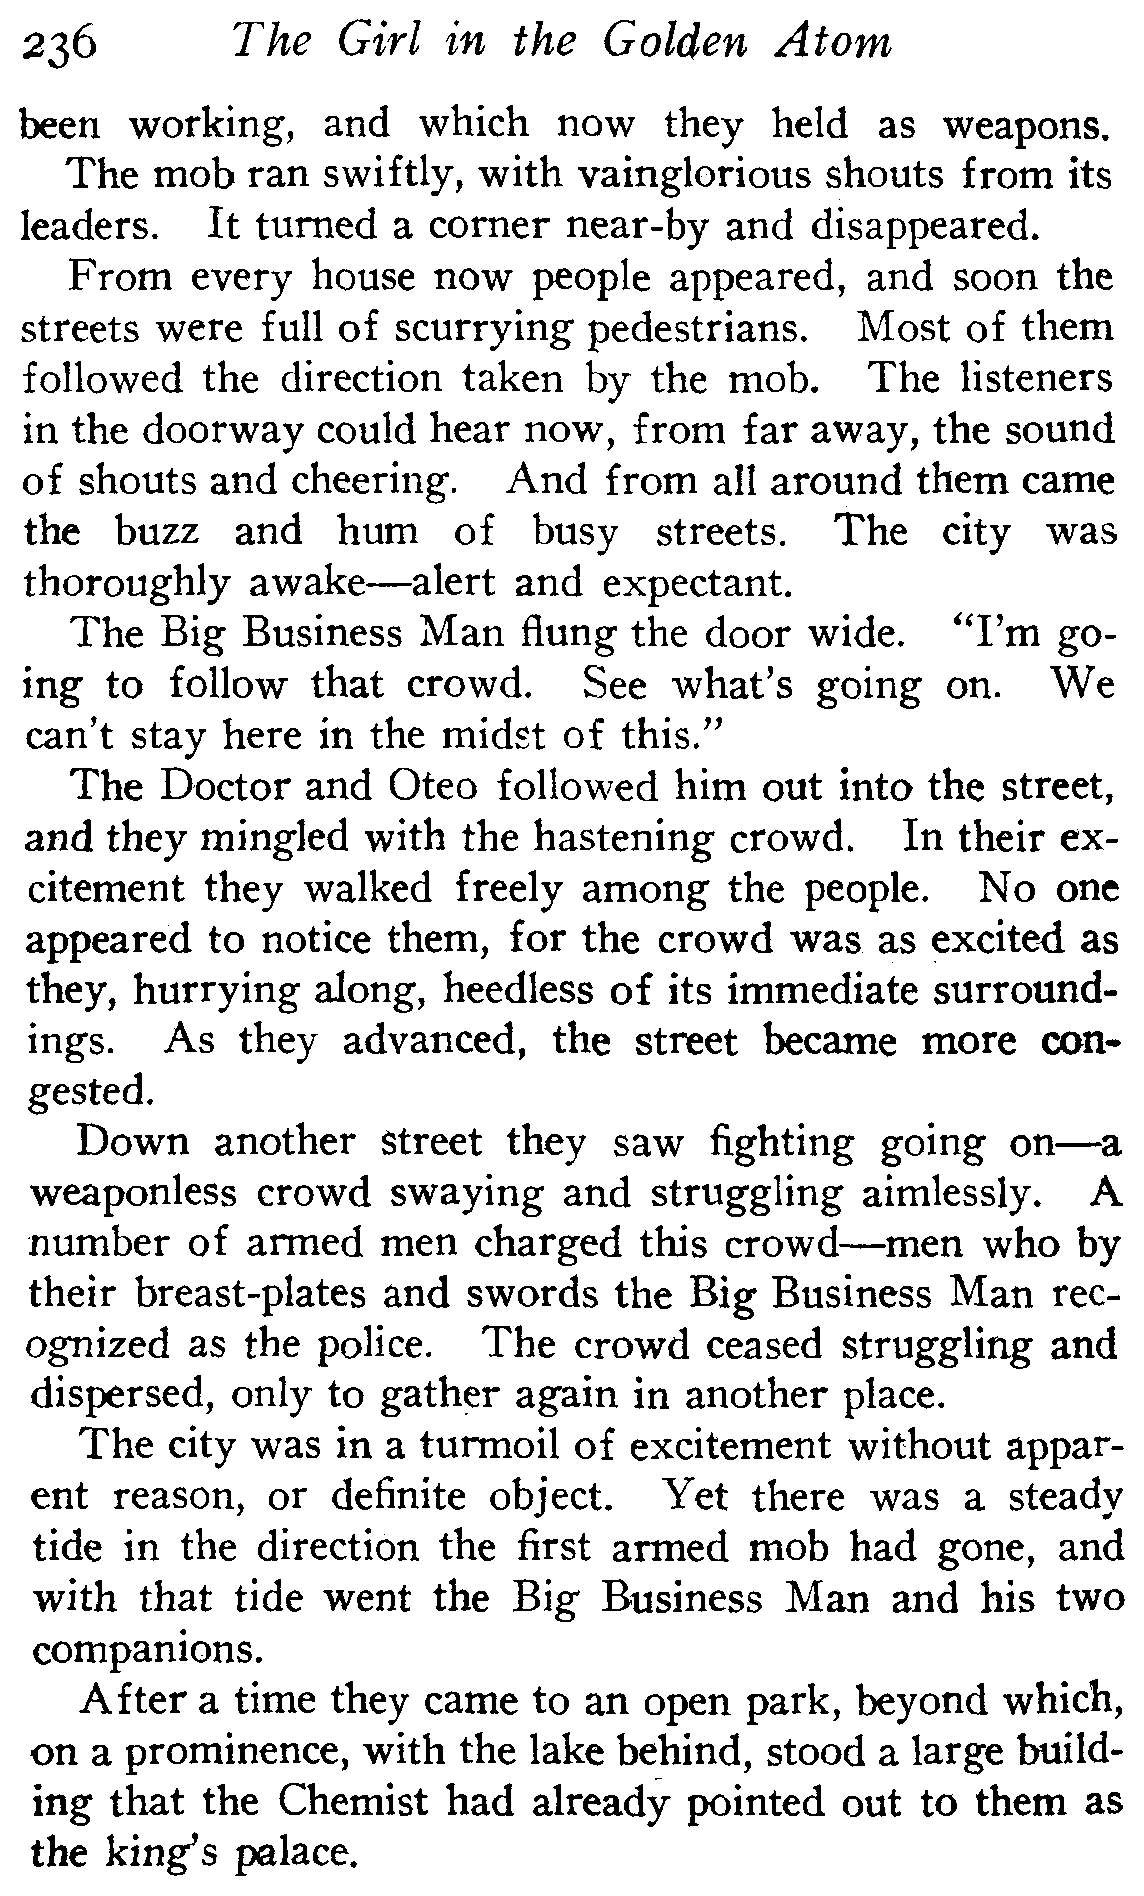 236 The Girl in the Golden Atom
been working, and which now they held as weapons.
The mob ran swiftly, with vainglorious shouts from its
leaders. It turned a corner near-by and disappeared.
From every house now people appeared, and soon the
streets were full of scurrying pedestrians. Most of them
followed the direction taken by the mob. The listeners
in the doorway could hear now, from far away, the sound
of shouts and cheering. And from all around them came
the buzz and hum of busy streets. The city was
thoroughly awake—alert and expectant.
The Big Business Man flung the door wide. “I’m go-
ing to follow that crowd. See what’s going on. We
can’t stay here in the midst of this.”
The Doctor and Oteo followed him out into the street,
and they mingled with the hastening crowd. In their ex-
citement they walked freely among the people. No one
appeared to notice them, for the crowd was as excited as
they, hurrying along, heedless of its immediate surround-
ings. As they advanced, the street became more con-
gested.
Down another street they saw fighting going on—a
weaponless crowd swaying and struggling aimlessly. A
number of armed men charged this crowd—men who by
their breast-plates and swords the Big Business Man rec-
ognized as the police. The crowd ceased struggling and
dispersed, only to gather again in another place.
The city was in a turmoil of excitement without appar-
ent reason, or definite object. Yet there was a steady
tide in the direction the first armed mob had gone, and
with that tide went the Big Business Man and his two
companions.
After a time they came to an open park, beyond which,
on a prominence, with the lake behind, stood a large build-
ing that the Chemist had already pointed out to them as
the king’s palace.